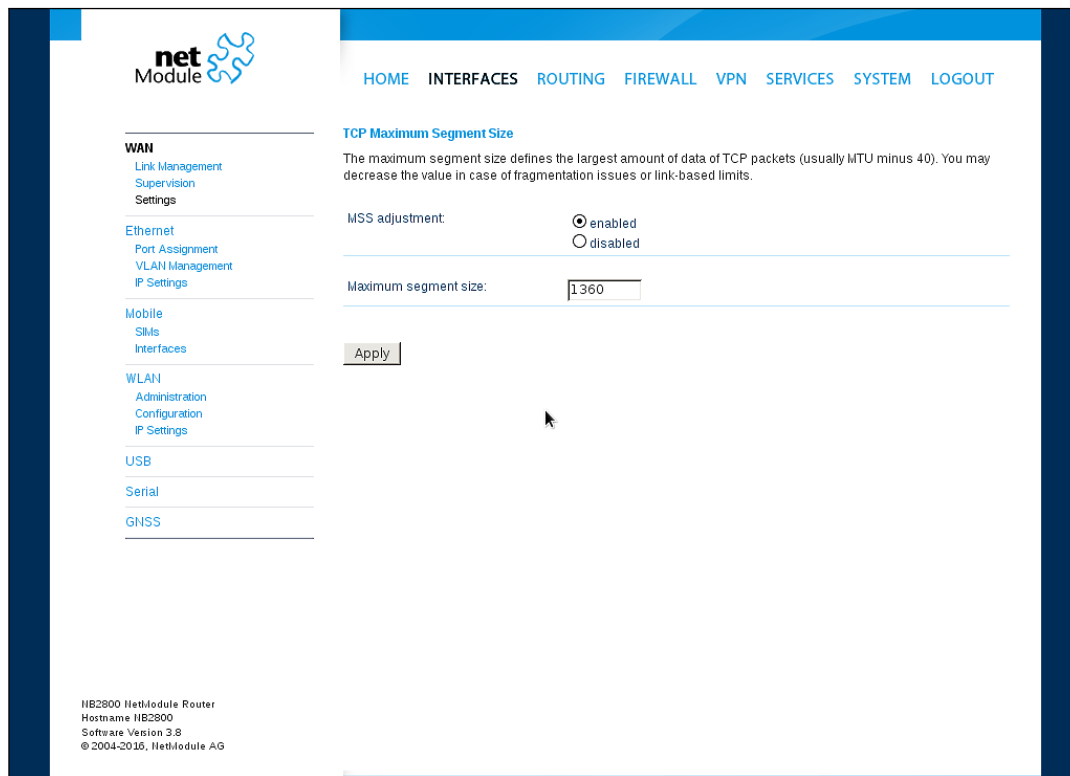 net
Module
HOME INTERFACES ROUTING FIREWALL VPN SERVICES SYSTEM LOGOUT
WAN
Link Management
Supervision
Settings
Ethernet
Port Assignment
VLAN Management
IP Settings
Mobile
SIMs
Interfaces
WLAN
Administration
Configuration
IP Settings
USB
Serial
GNSS
TCP Maximum Segment Size
The maximum segment size defines the largest amount of data of TCP packets (usually MTU minus 40). You may
decrease the value in case of fragmentation issues or link-based limits.
MSS adjustment:
enabled
disabled
Maximum segment size:
1360
Apply
NB2800 NetModule Router
Hostname NB2800
Software Version 3.8
© 2004-2016, NetModule AG